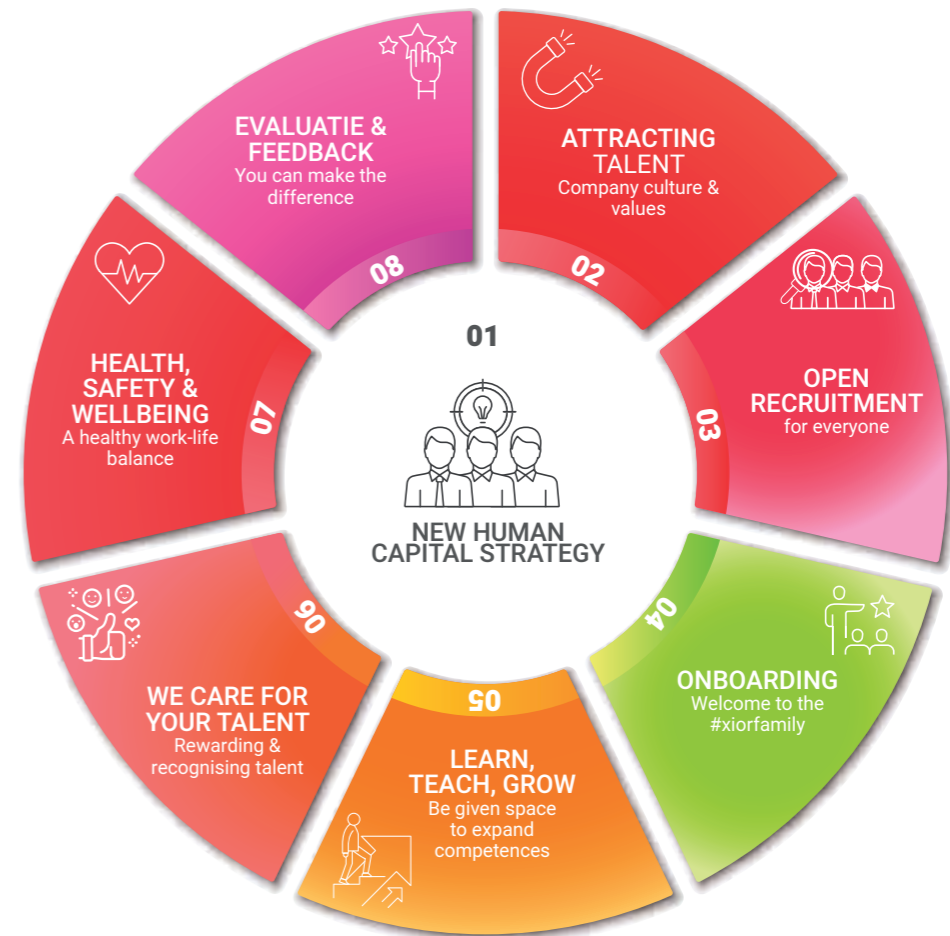 01
NEW HUMAN
CAPITAL STRATEGY
ATTRACTING
TALENT
Company culture &
values
02
OPEN
RECRUITMENT
for everyone
03
04
ONBOARDING
Welcome to the
#xiorfamily
05
LEARN,
TEACH, GROW
Be given space
to expand
competences
06
WE CARE FOR
YOUR TALENT
Rewarding &
recognising talent
07
HEALTH,
SAFETY &
WELLBEING
A healthy work-life
balance
EVALUATIE &
FEEDBACK
You can make the
difference
08